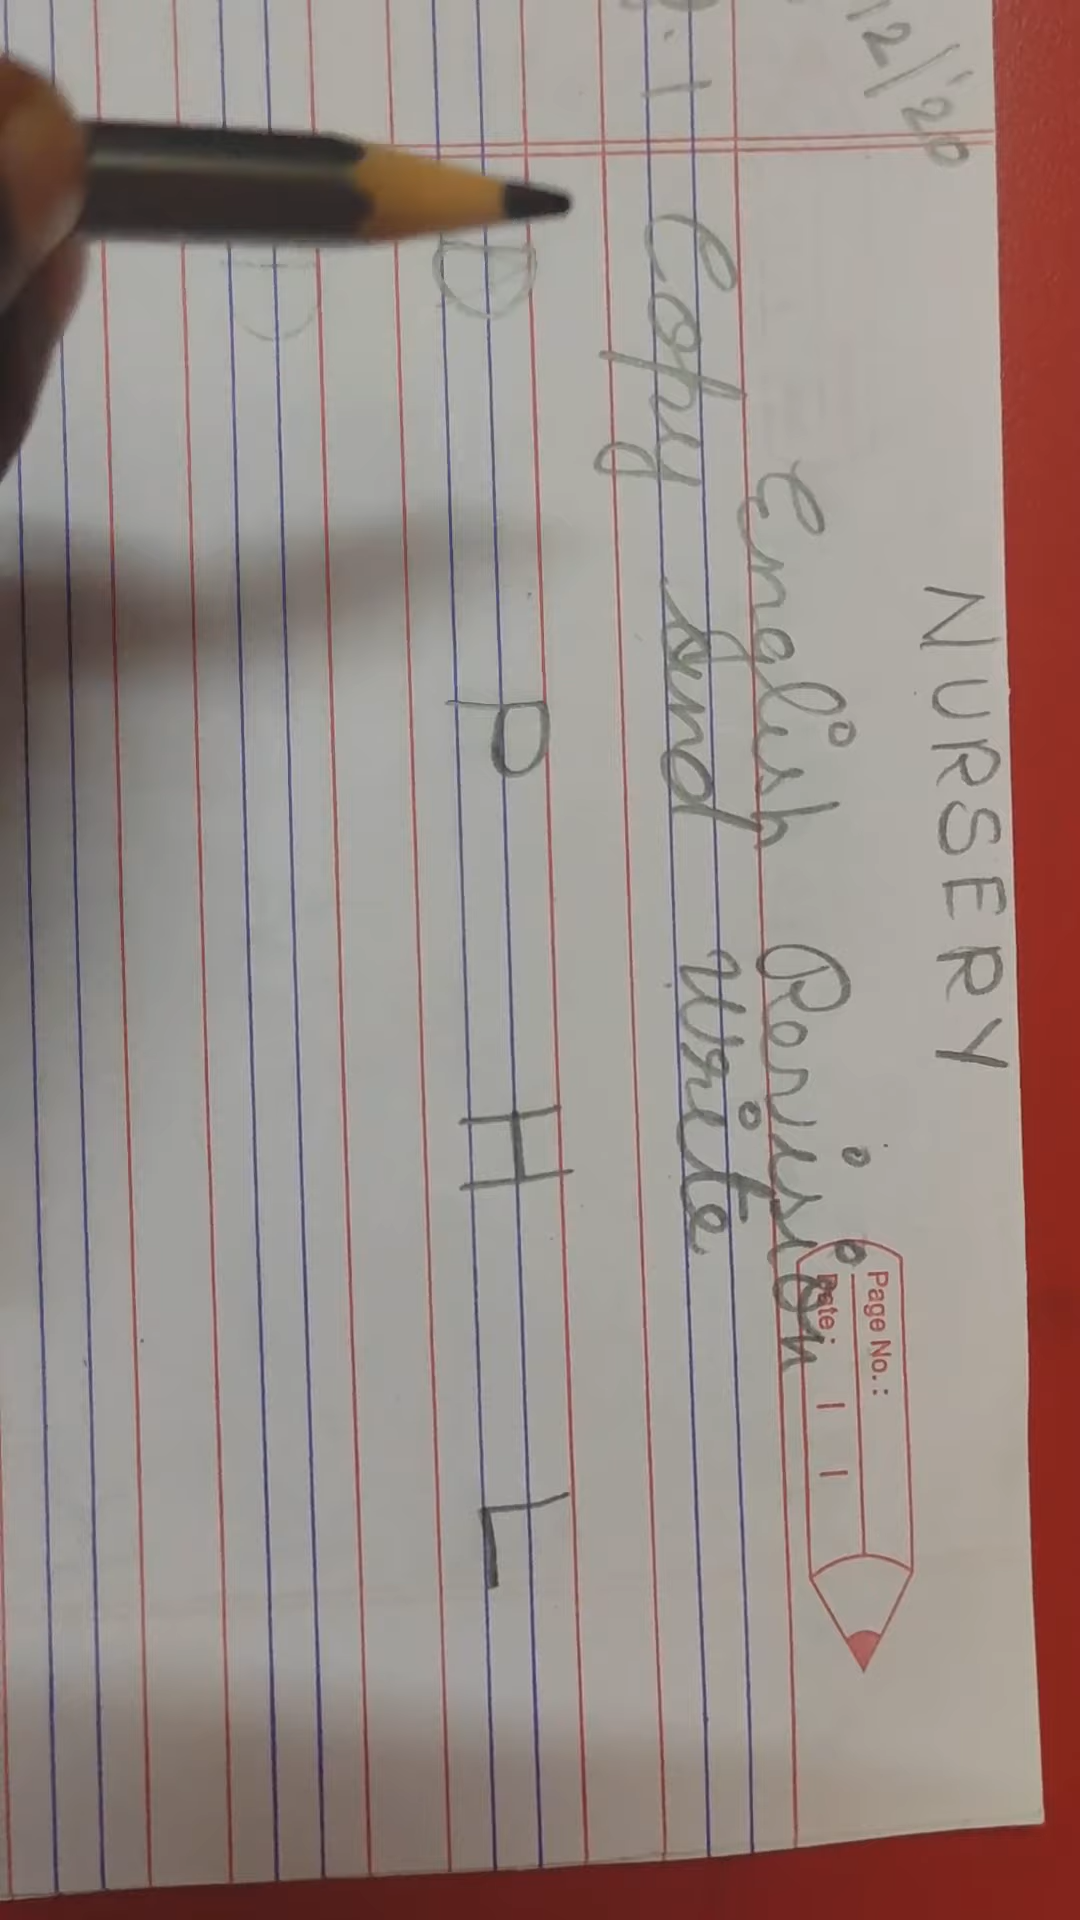 NURSERY
12/'20
Page No.:
English Revision
Date:
.1 Copy and Write
D P H L
D